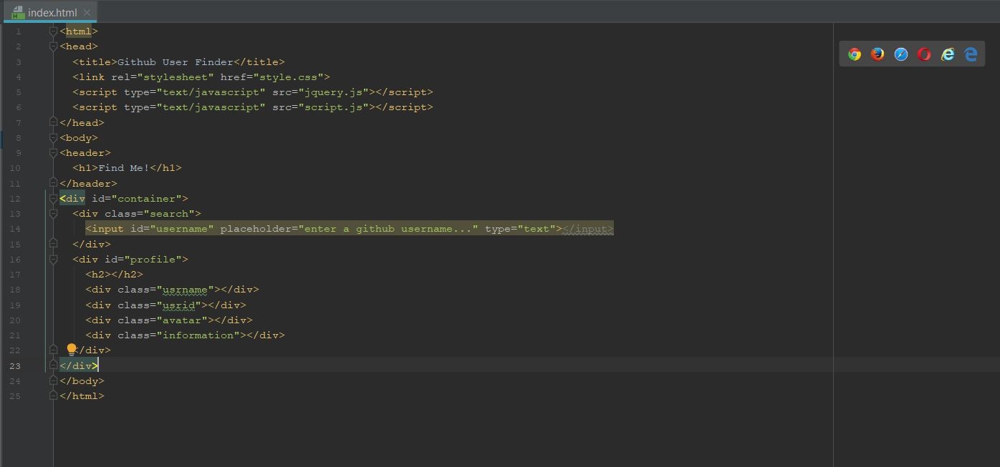 index.html
1 <html>
2 <head>
3 <title>Github User Finder</title>
4 <link rel="stylesheet" href="style.css">
5 <script type="text/javascript" src="jquery.js"></script>
6 <script type="text/javascript" src="script.js"></script>
7 </head>
8 <body>
9 <header>
10 <h1>Find Me!</h1>
11 </header>
12 <div id="container">
13 <div class="search">
14 <input id="username" placeholder="enter a github username..." type="text"></input>
15 </div>
16 <div id="profile">
17 <h2></h2>
18 <div class="usrname"></div>
19 <div class="usrid"></div>
20 <div class="avatar"></div>
21 <div class="information"></div>
22 </div>
23 </div>
24 </body>
25 </html>